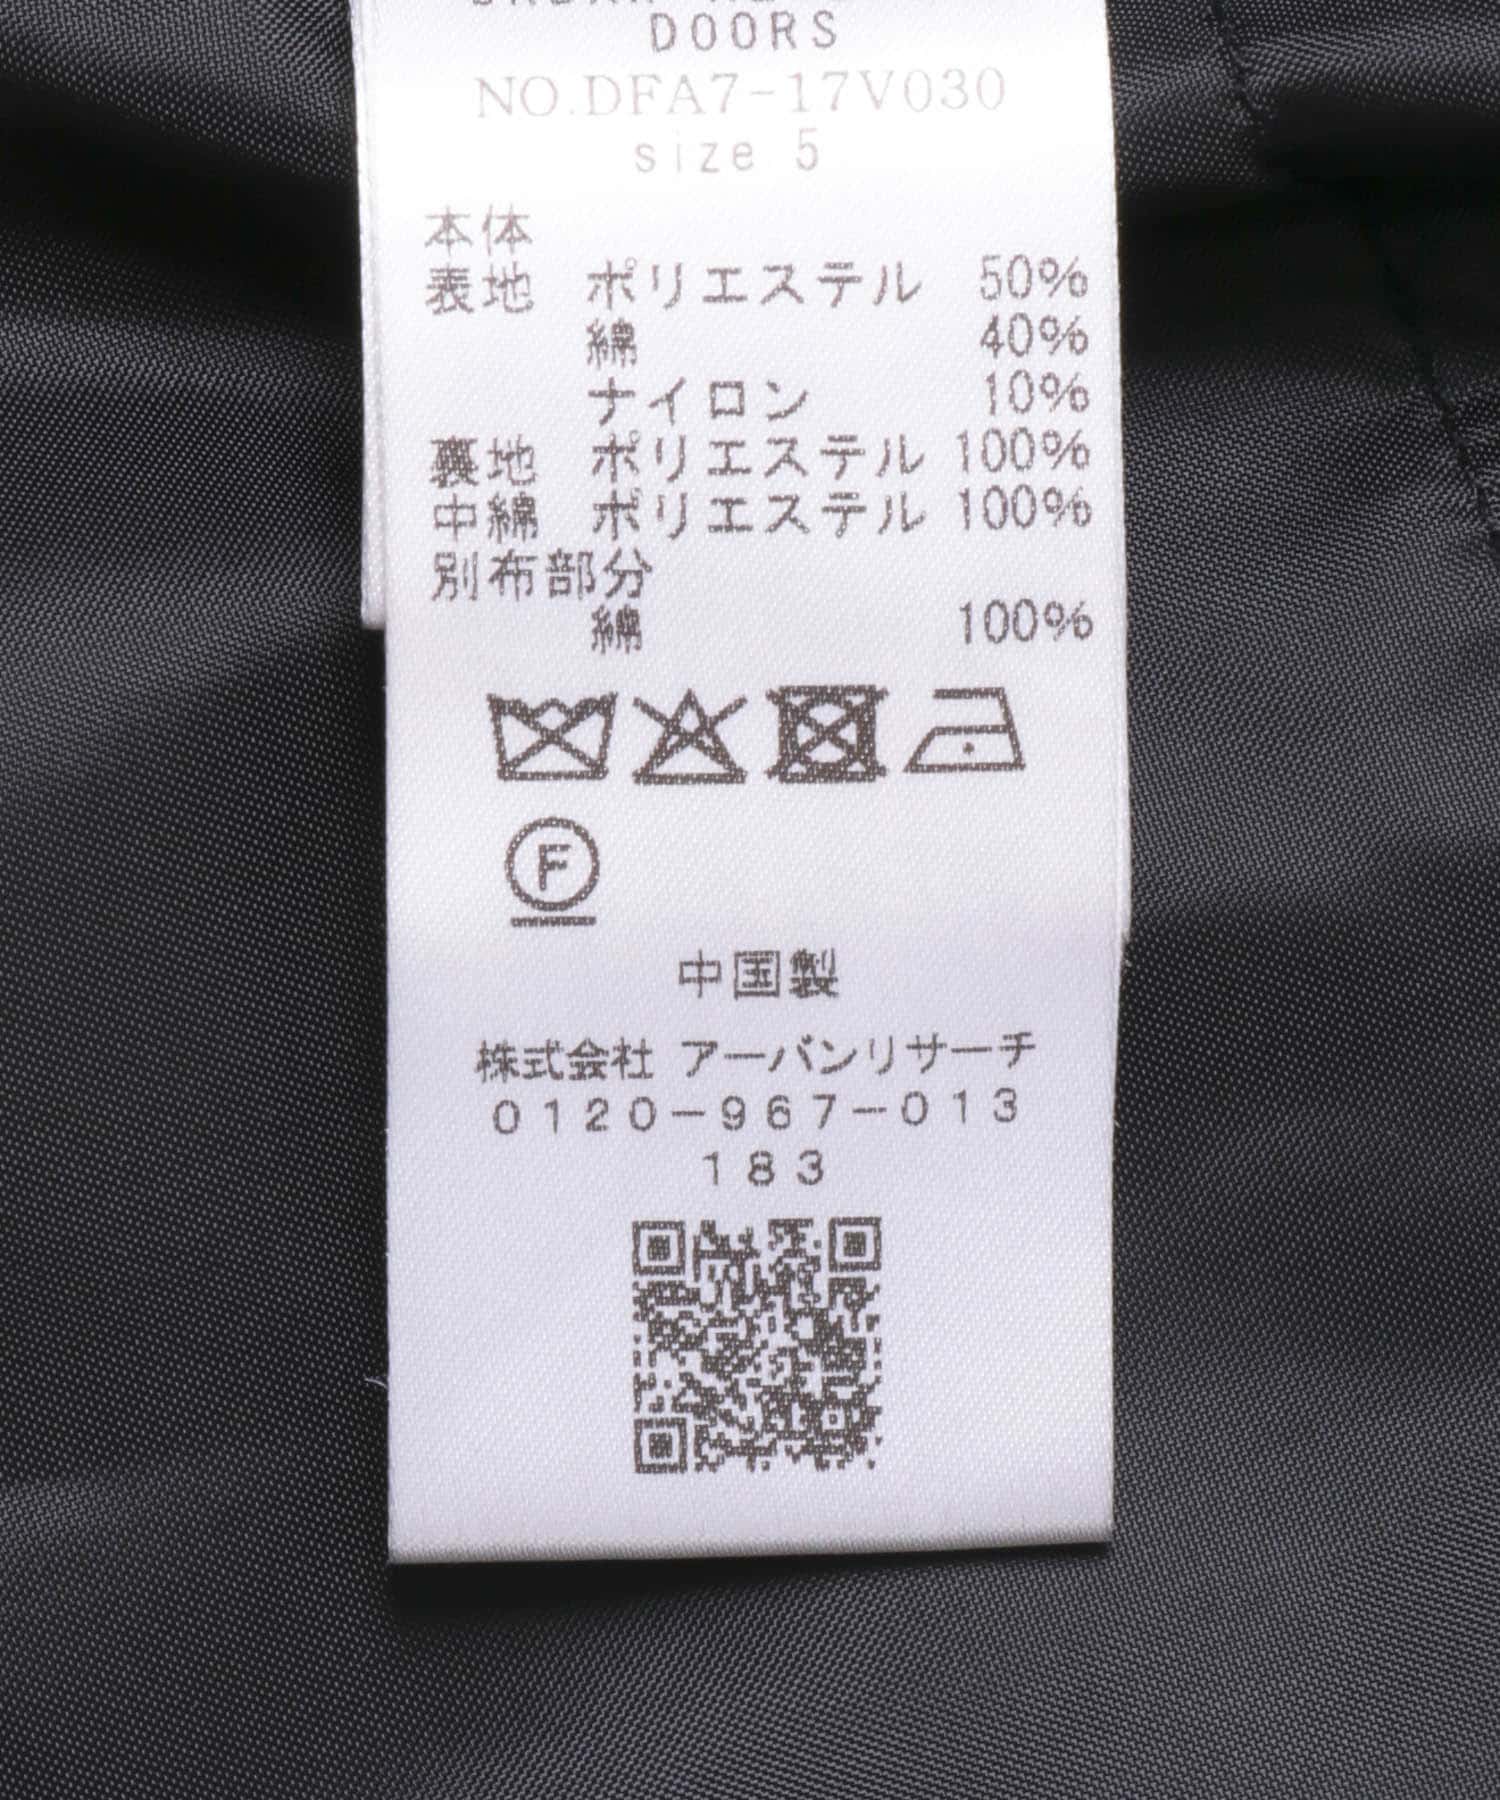 DOORS
NO.DFA7-17V030
size 5
本体
表地 ポリエステル 50%
綿 40%
ナイロン 10%
裏地 ポリエステル 100%
中綿 ポリエステル 100%
別布部分
綿 100%
F
中国製
株式会社 アーバンリサーチ
0120-967-013
183